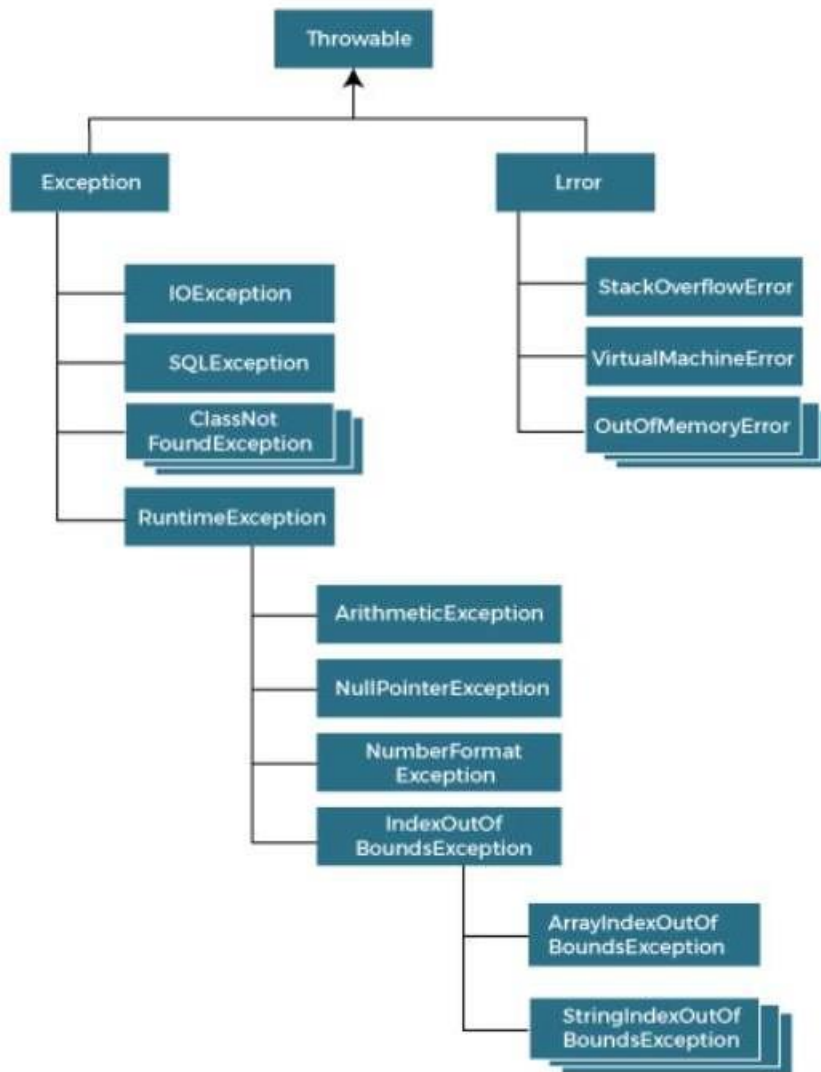 Throwable
Exception
Lrror
IOException
StackOverflowError
SQLException
VirtualMachineError
ClassNot
FoundException
OutOfMemoryError
RuntimeException
ArithmeticException
NullPointerException
NumberFormat
Exception
IndexOutOf
BoundsException
ArrayIndexOutOf
BoundsException
StringIndexOutOf
BoundsException